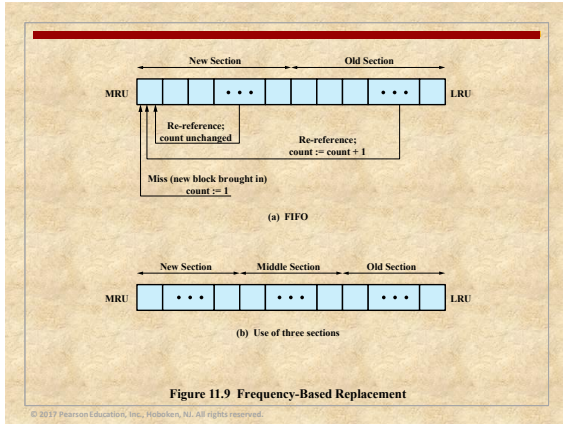 New Section Old Section
MRU • • • • • • LRU
Re-reference;
count unchanged
Re-reference;
count := count + 1
Miss (new block brought in)
count := 1
(a) FIFO
New Section Middle Section Old Section
MRU • • • • • • • • • LRU
(b) Use of three sections
Figure 11.9 Frequency-Based Replacement
© 2017 Pearson Education, Inc., Hoboken, NJ. All rights reserved.